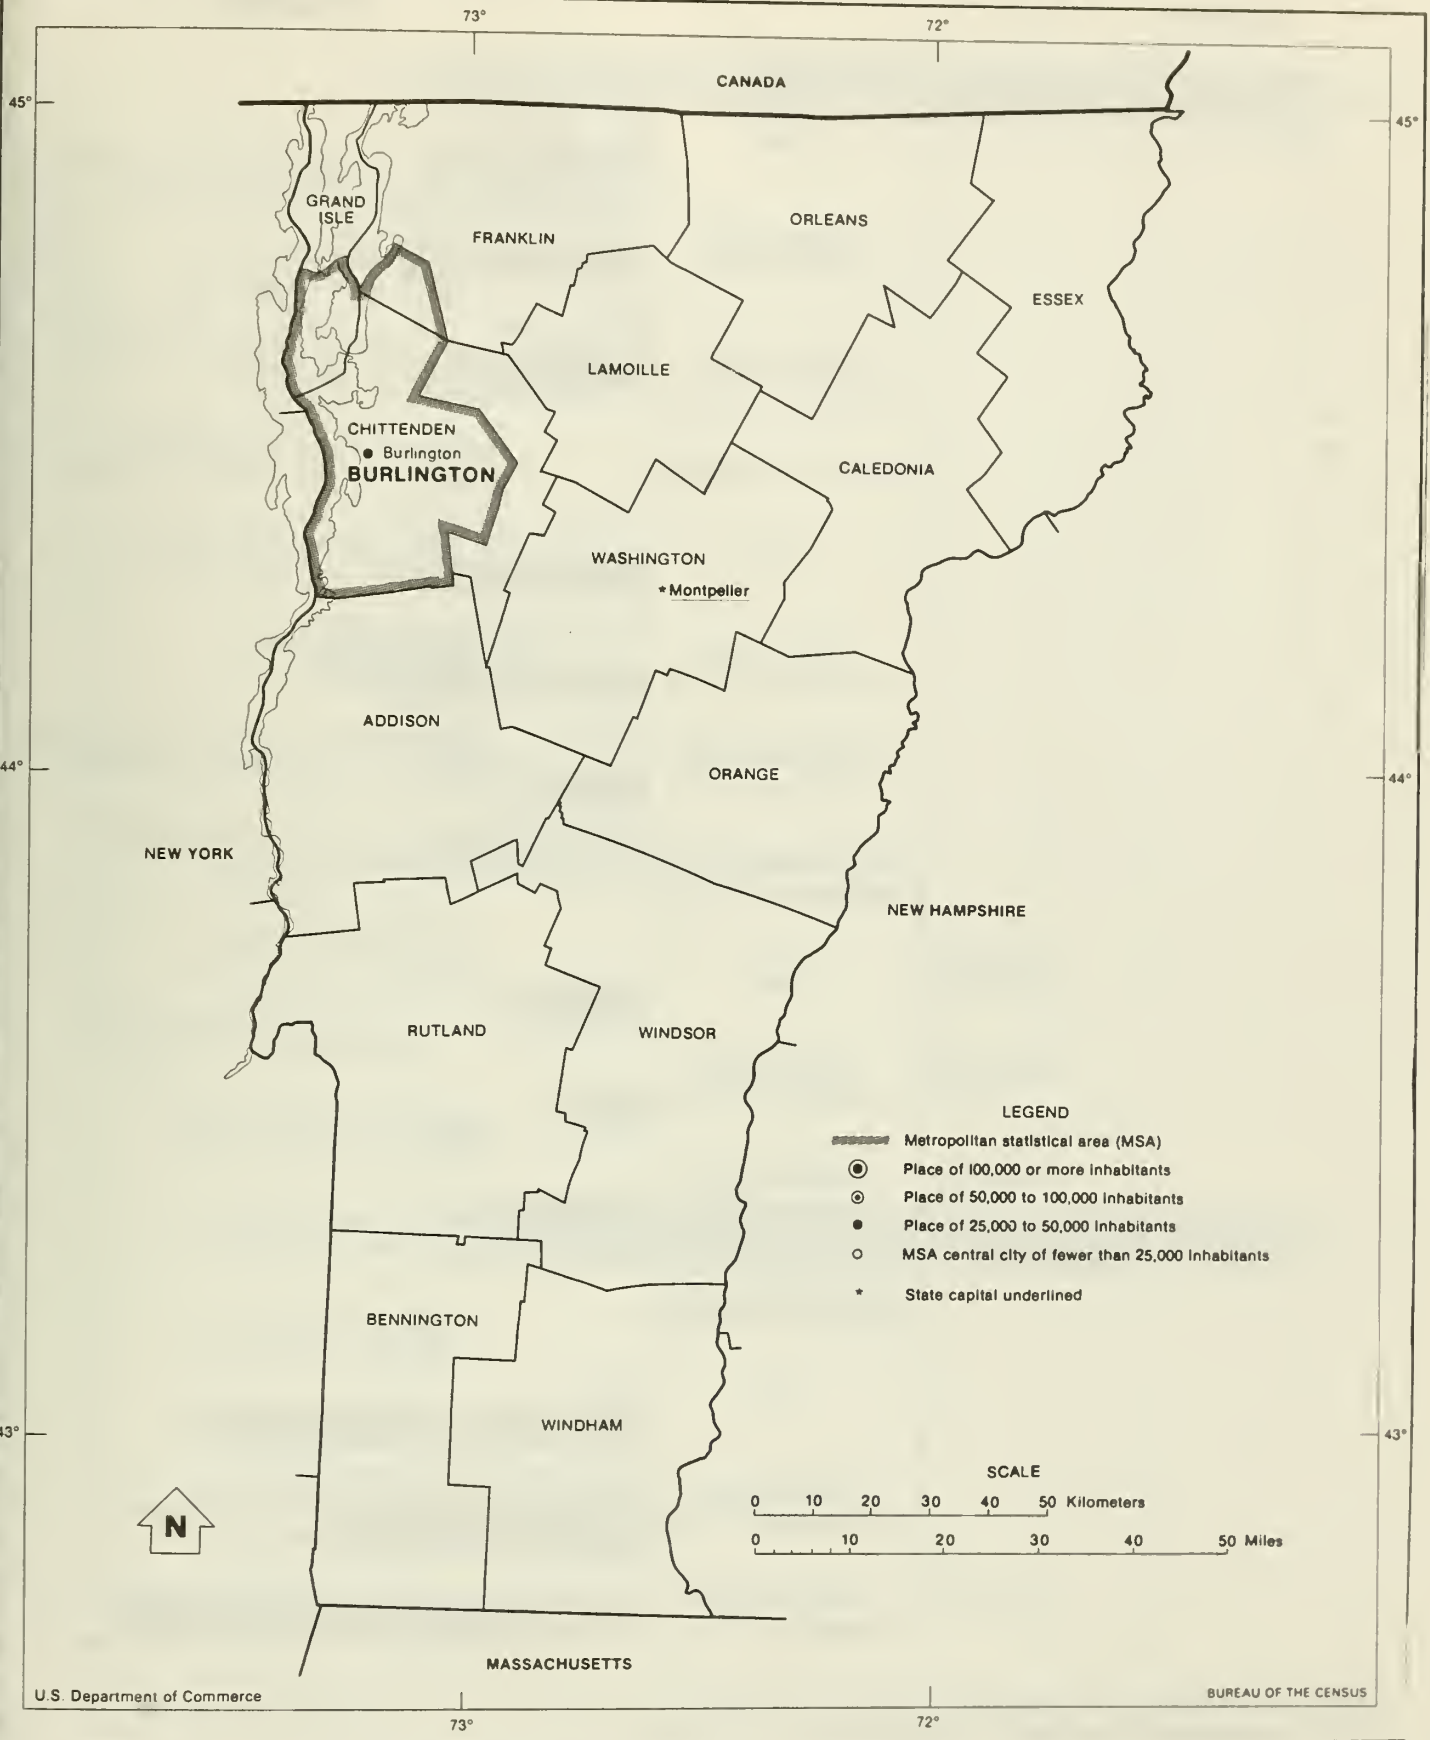 73°
72°
CANADA
45°
45°
GRAND
ISLE
FRANKLIN
ORLEANS
ESSEX
LAMOILLE
CHITTENDEN
Burlington
BURLINGTON
CALEDONIA
WASHINGTON
* Montpelier
ADDISON
44°
44°
ORANGE
NEW YORK
NEW HAMPSHIRE
RUTLAND
WINDSOR
LEGEND
Metropolitan statistical area (MSA)
Place of 100,000 or more inhabitants
Place of 50,000 to 100,000 inhabitants
Place of 25,000 to 50,000 inhabitants
MSA central city of fewer than 25,000 inhabitants
* State capital underlined
BENNINGTON
WINDHAM
43°
43°
SCALE
0 10 20 30 40 50 Kilometers
0 10 20 30 40 50 Miles
N
MASSACHUSETTS
U.S. Department of Commerce
BUREAU OF THE CENSUS
73°
72°